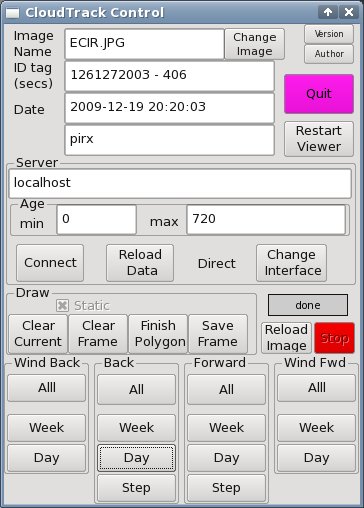 CloudTrack Control
Image
Name
ECIR.JPG
Change
Image
Version
Author
ID tag
(secs)
1261272003 - 406
Quit
Date
2009-12-19 20:20:03
pirx
Restart
Viewer
Server
localhost
Age
min
0
max
720
Connect
Reload
Data
Direct
Change
Interface
Draw
Static
done
Clear
Current
Clear
Frame
Finish
Polygon
Save
Frame
Reload
Image
Stop
Wind Back
Back
Forward
Wind Fwd
Alll
All
All
Alll
Week
Week
Week
Week
Day
Day
Day
Day
Step
Step